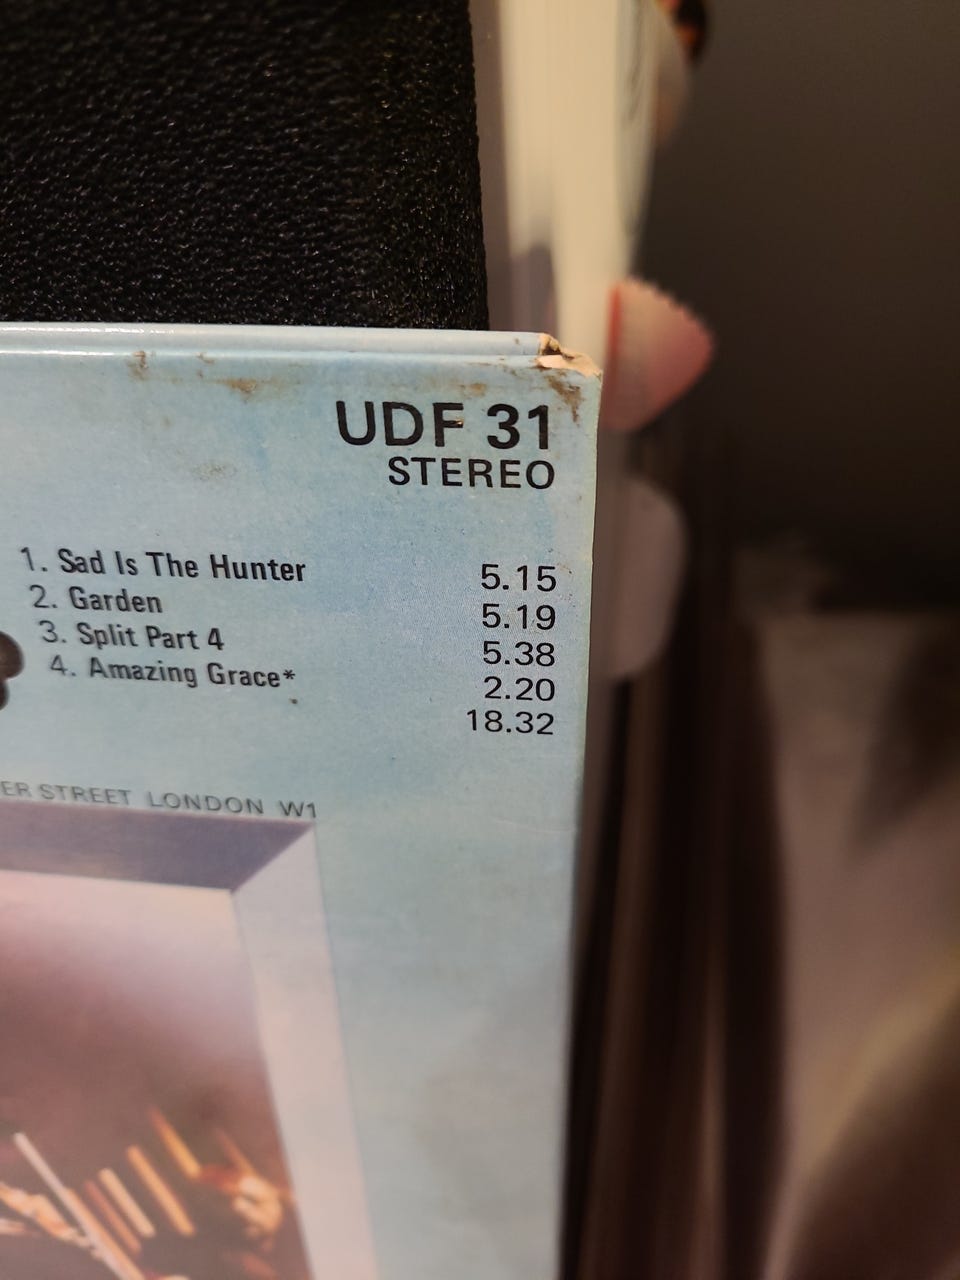 UDF 31
STEREO
1. Sad Is The Hunter 5.15
2. Garden 5.19
3. Split Part 4 5.38
4. Amazing Grace* 2.20
18.32
STREET LONDON W1